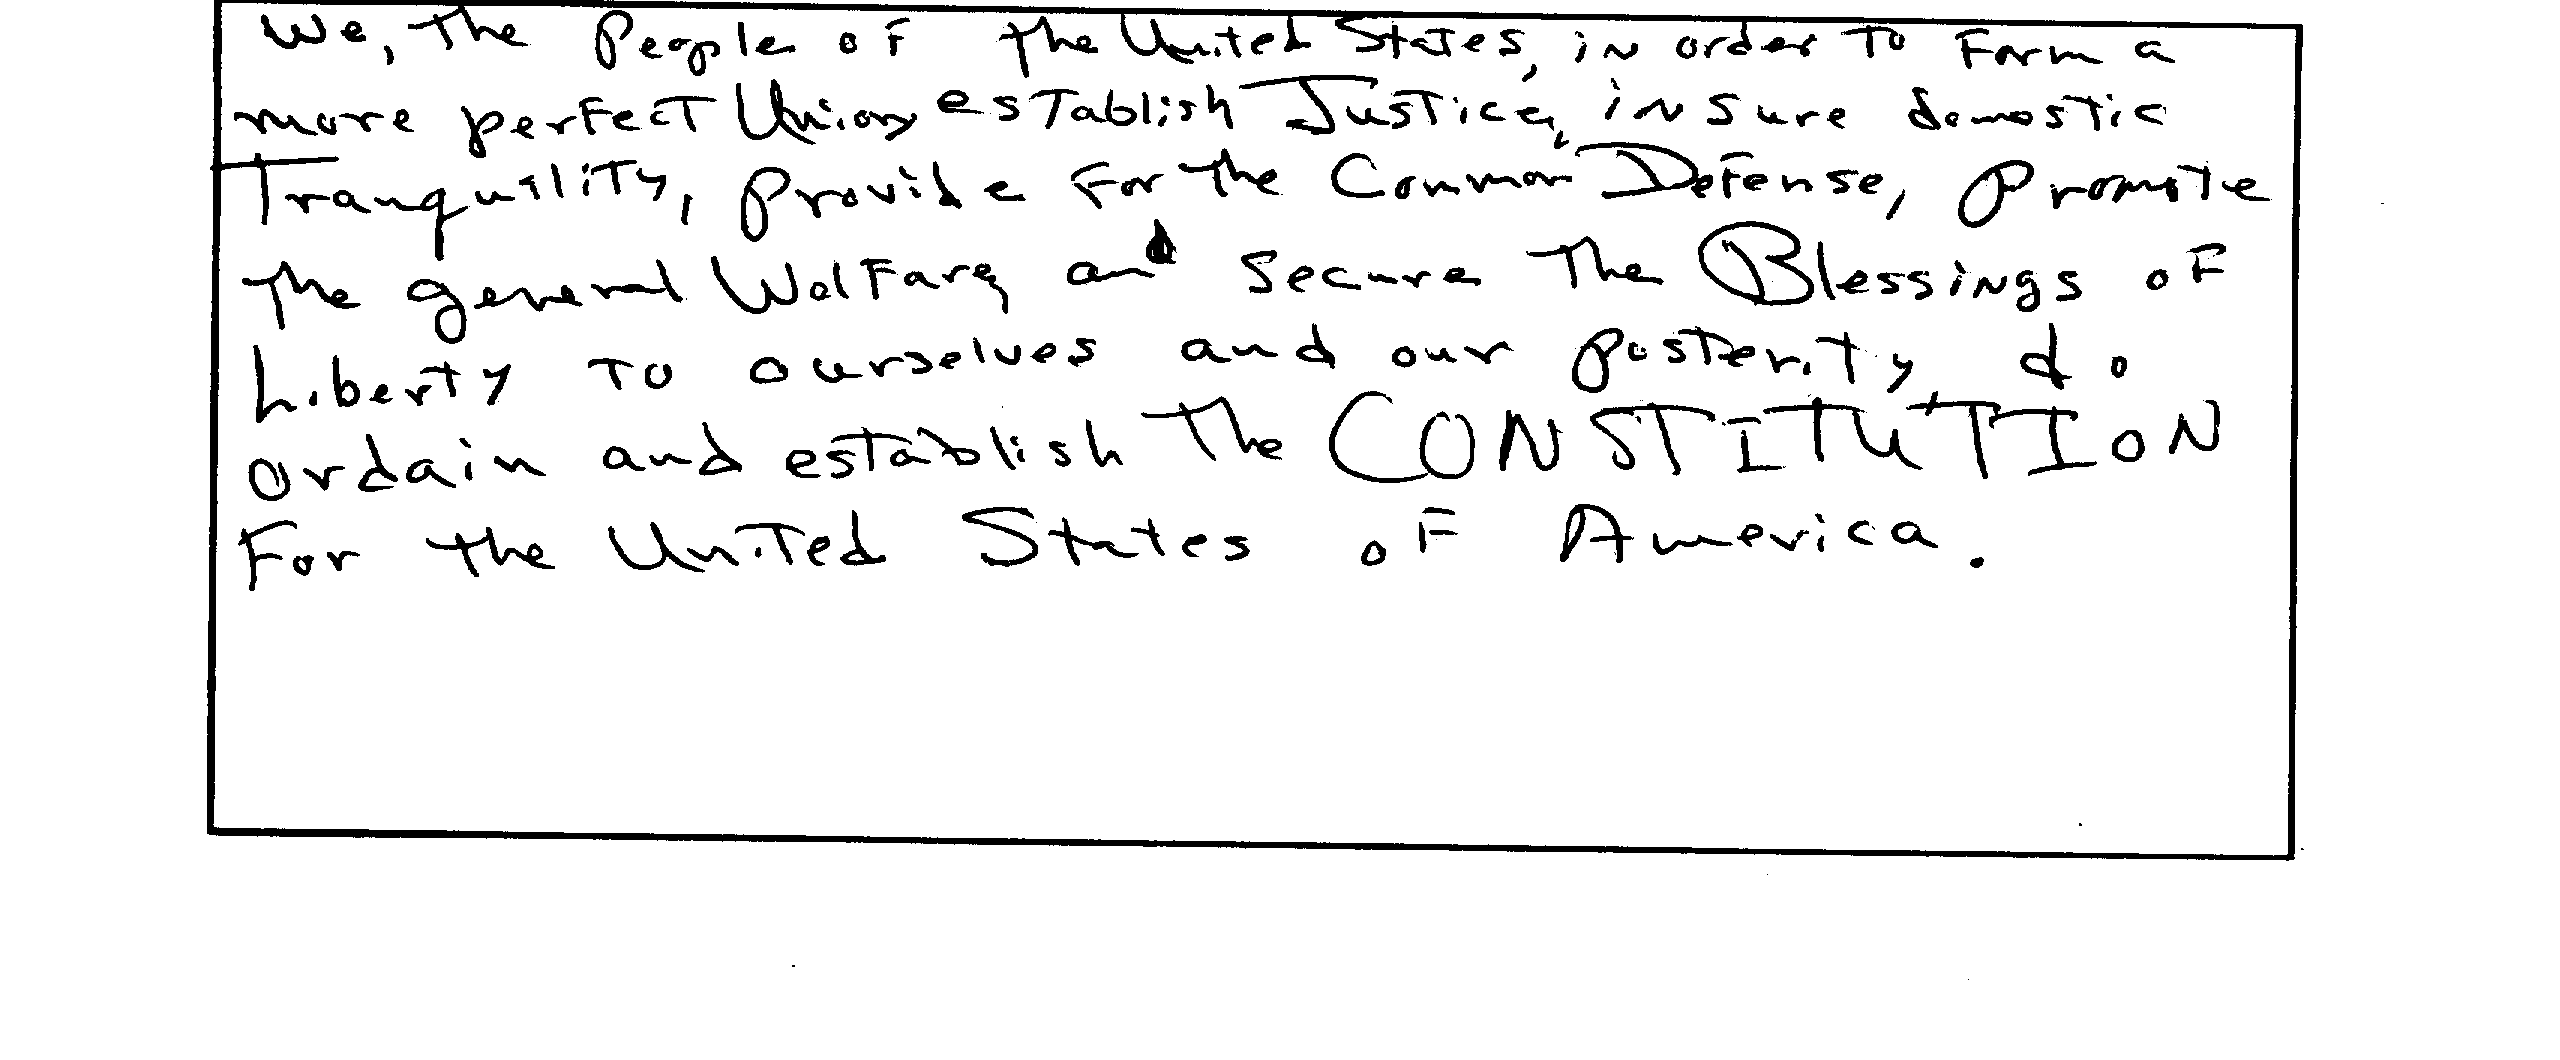 We, The People of the United States, in order To Form a
more perfect Union, establish Justice, insure domostic
Tranquility, provide for The Common Defense, promote
The general Welfare, and secure The Blessings of
Liberty To ourselves and our posterity, do
ordain and establish The CONSTITUTION
For the United States of America.